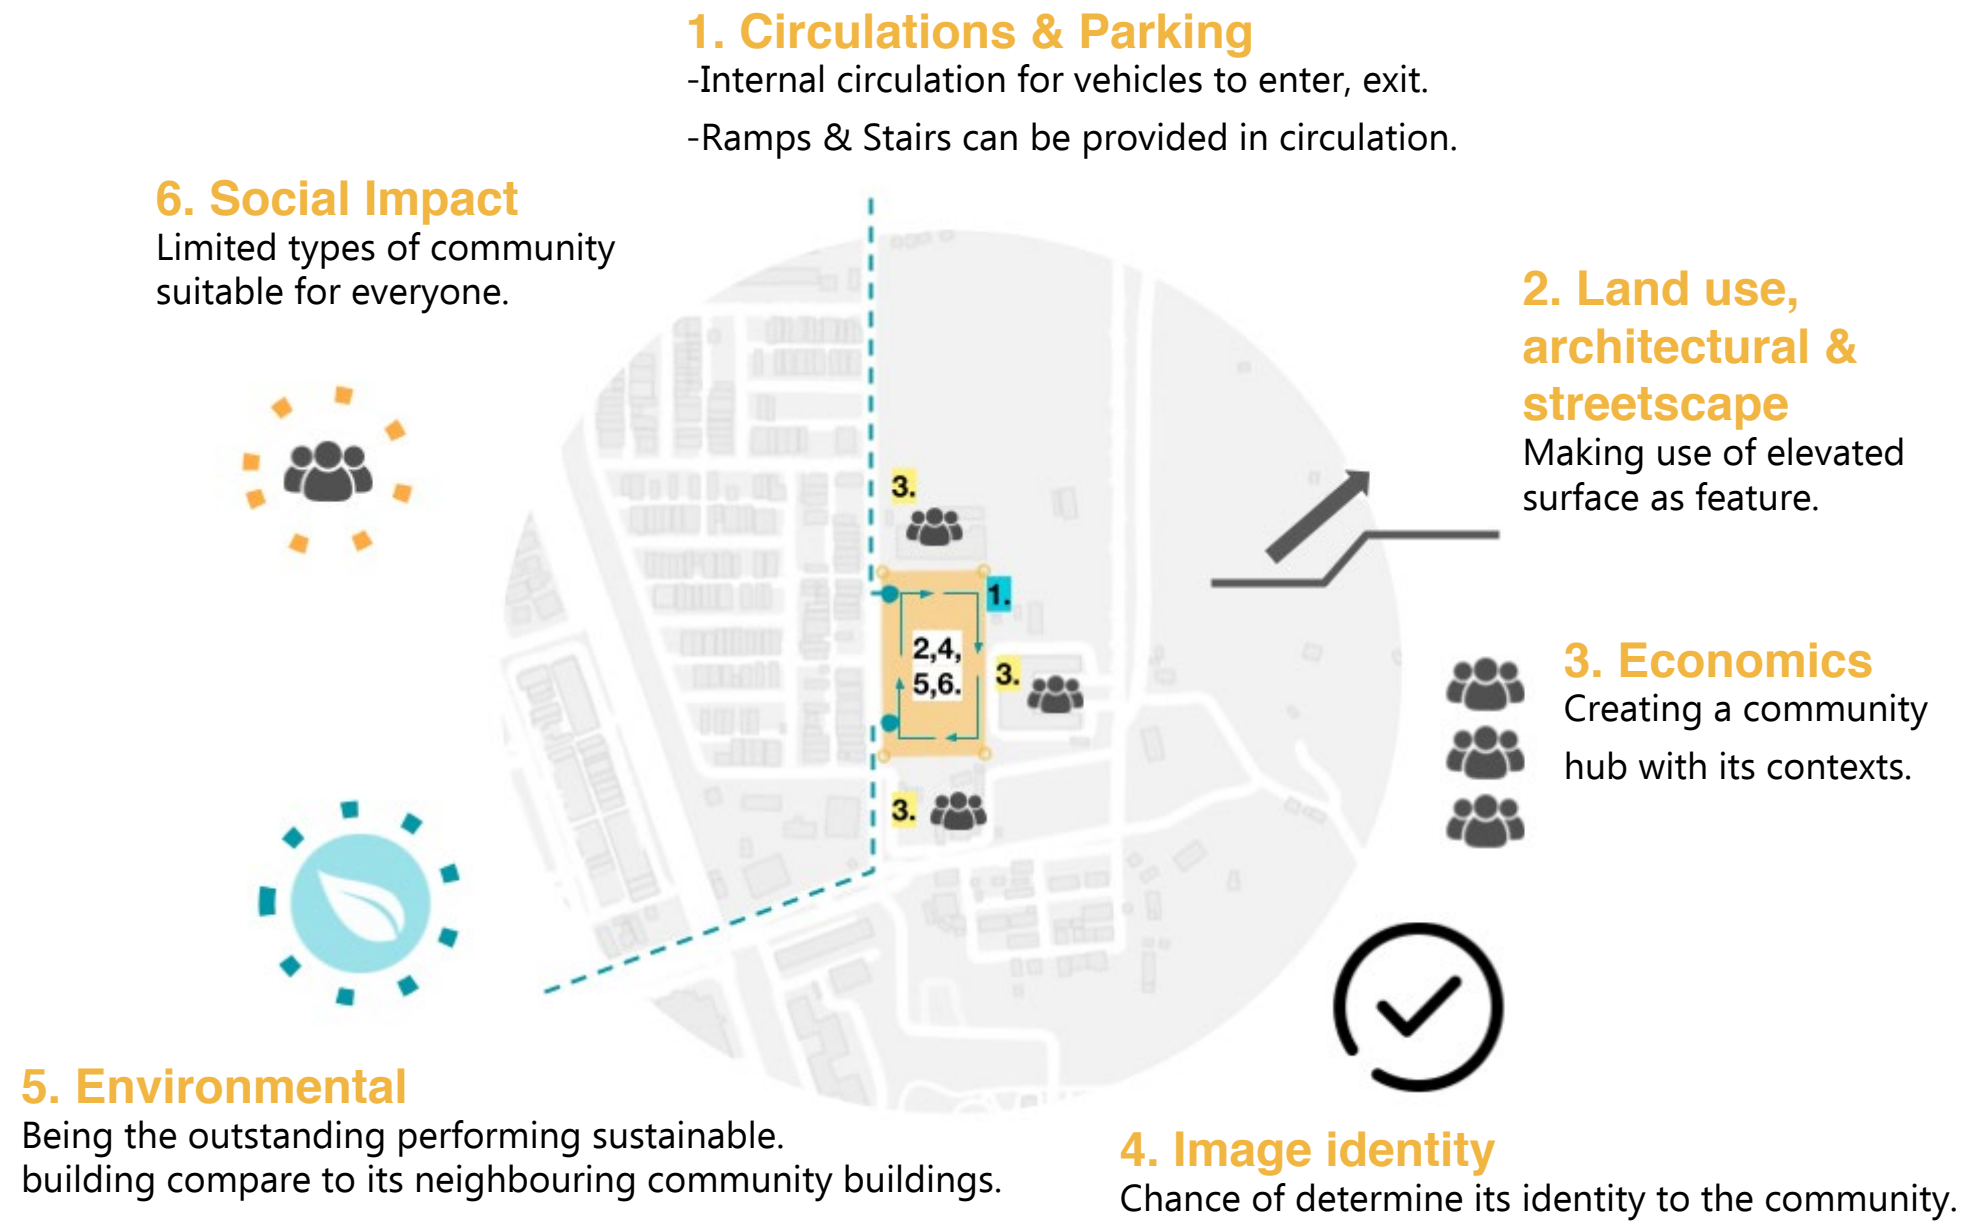 1. Circulations & Parking
-Internal circulation for vehicles to enter, exit.
-Ramps & Stairs can be provided in circulation.
6. Social Impact
Limited types of community
suitable for everyone.
2. Land use,
architectural &
streetscape
Making use of elevated
surface as feature.
3.
1.
2,4,
5,6.
3.
3.
3. Economics
Creating a community
hub with its contexts.
5. Environmental
Being the outstanding performing sustainable.
building compare to its neighbouring community buildings.
4. Image identity
Chance of determine its identity to the community.